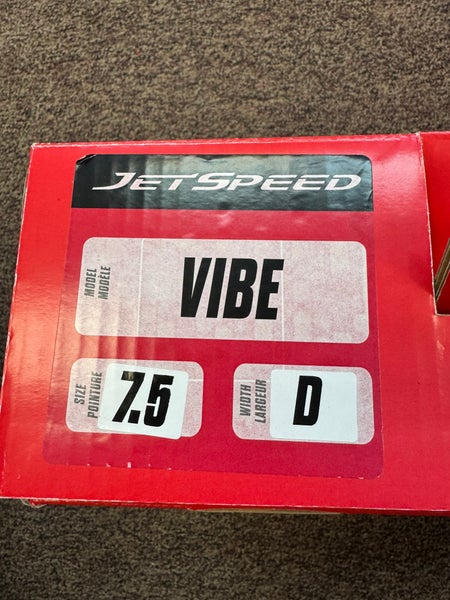 JETSPEED
MODEL
MODÈLE
VIBE
SIZE
POINTURE
7.5
WIDTH
LARGEUR
D